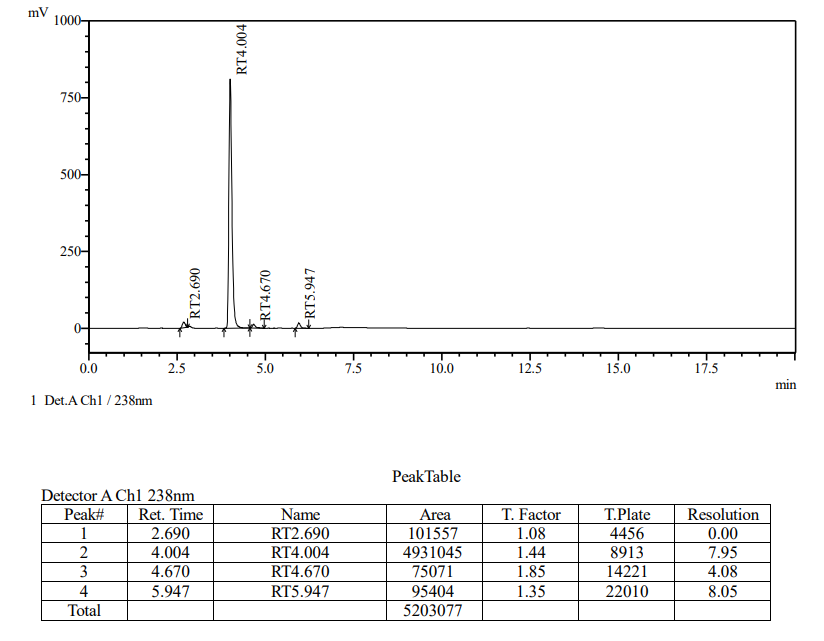 mV
1000
750
500
250
0
RT2.690
RT4.004
RT4.670
RT5.947
0.0 2.5 5.0 7.5 10.0 12.5 15.0 17.5
min
1 Det.A Ch1 / 238nm
PeakTable
Detector A Ch1 238nm
Peak# Ret. Time Name Area T. Factor T.Plate Resolution
1 2.690 RT2.690 101557 1.08 4456 0.00
2 4.004 RT4.004 4931045 1.44 8913 7.95
3 4.670 RT4.670 75071 1.85 14221 4.08
4 5.947 RT5.947 95404 1.35 22010 8.05
Total 5203077